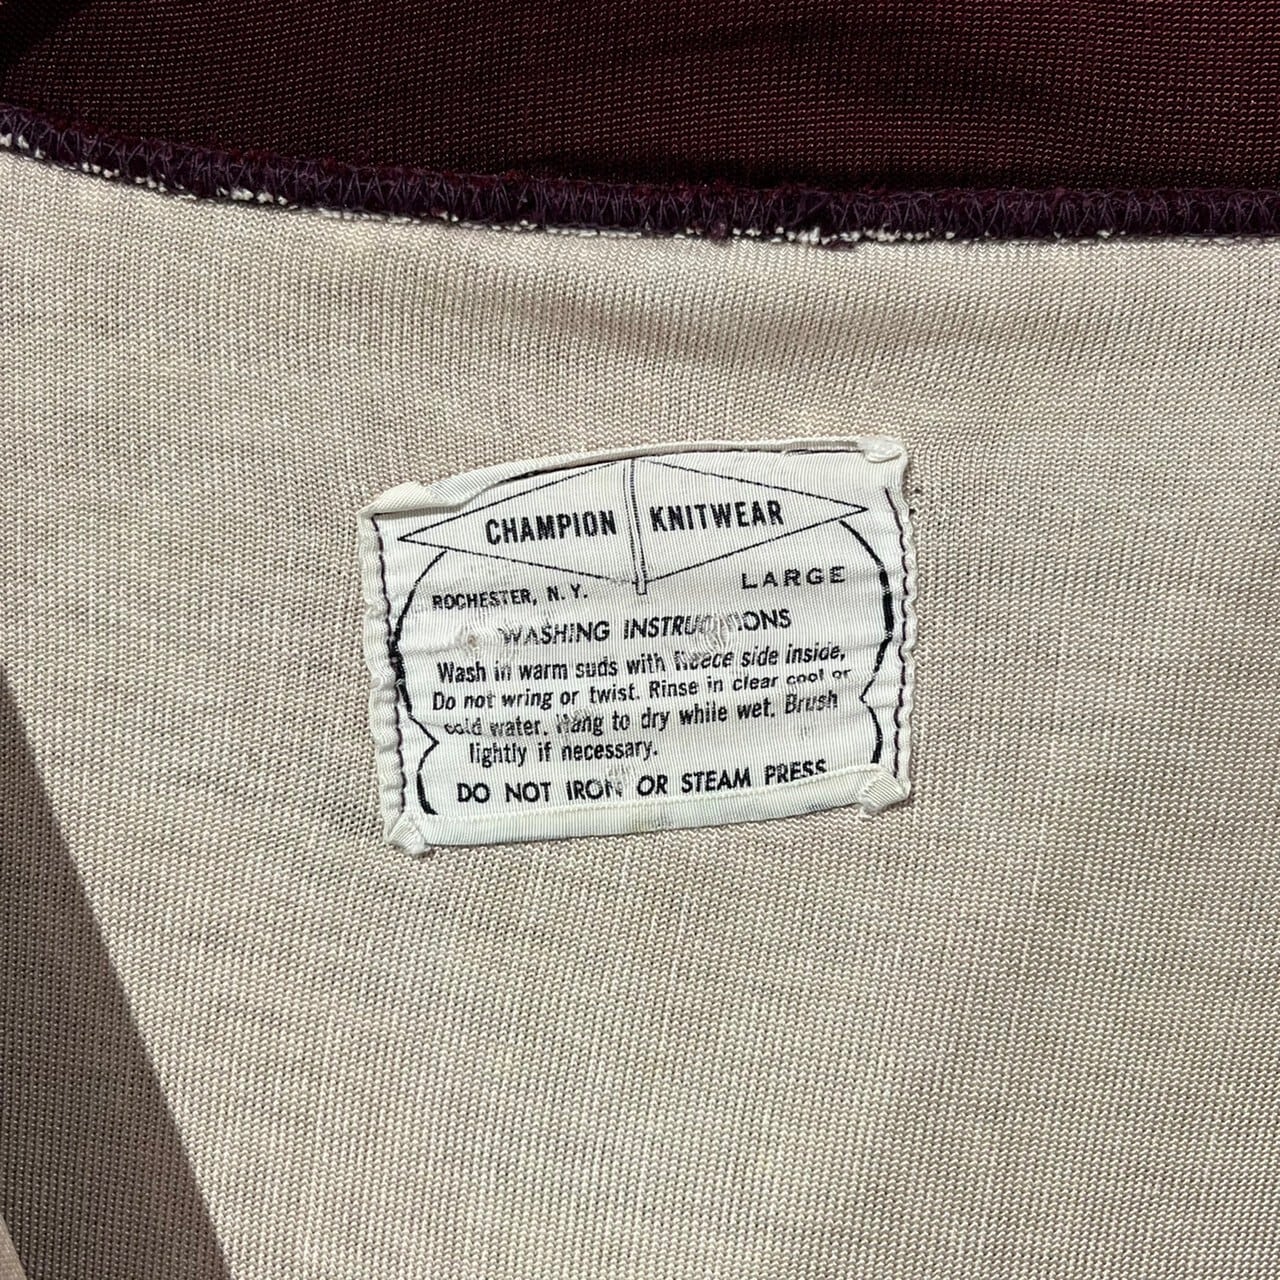 CHAMPION KNITWEAR
ROCHESTER, N. Y. LARGE
WASHING INSTRUCTIONS
Wash in warm suds with fleece side inside,
Do not wring or twist. Rinse in clear cool or
cold water. Hang to dry while wet. Brush
lightly if necessary.
DO NOT IRON OR STEAM PRESS